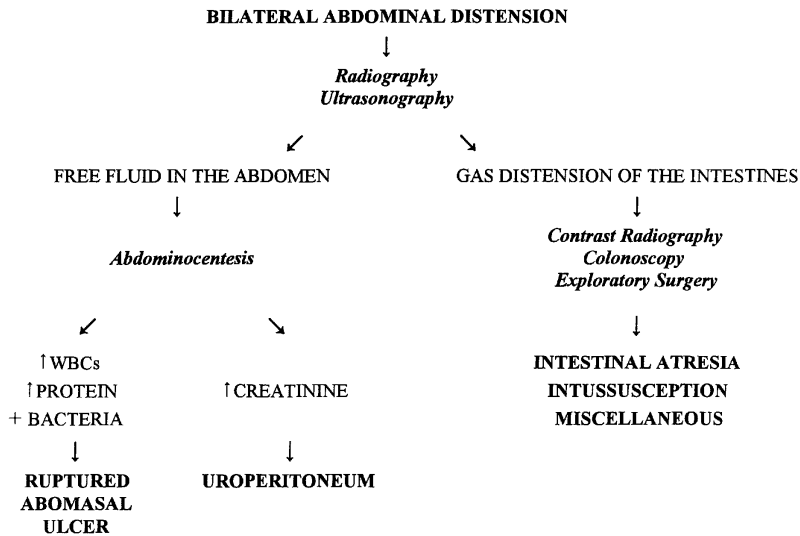 BILATERAL ABDOMINAL DISTENSION
↓
Radiography
Ultrasonography
↙ ↘
FREE FLUID IN THE ABDOMEN
GAS DISTENSION OF THE INTESTINES
↓
↓
Abdominocentesis
Contrast Radiography
Colonoscopy
Exploratory Surgery
↙ ↘
↓
↑WBCs
↑PROTEIN
+ BACTERIA
↑CREATININE
INTESTINAL ATRESIA
INTUSSUSCEPTION
MISCELLANEOUS
↓
↓
RUPTURED
ABOMASAL
ULCER
UROPERITONEUM